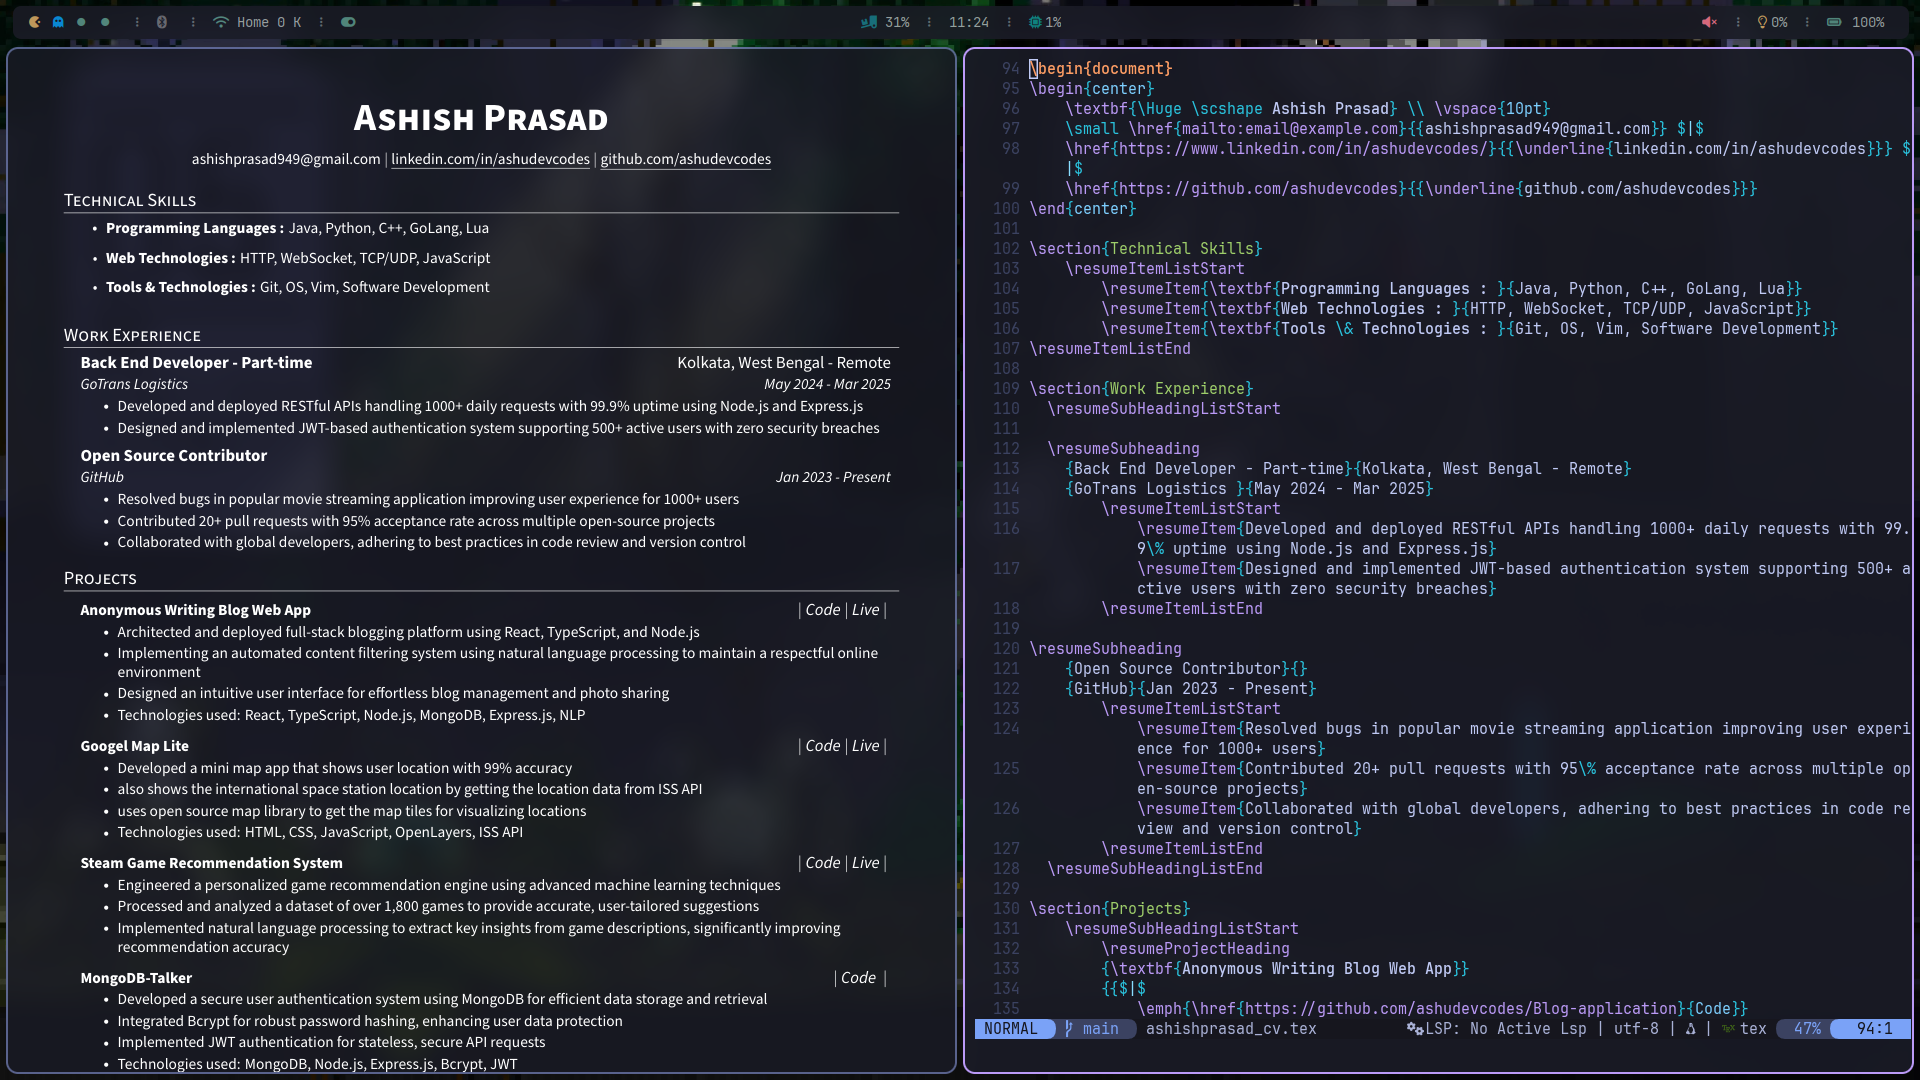 Home 0 K
31%
11:24
1%
0%
100%
Ashish Prasad
ashishprasad949@gmail.com | linkedin.com/in/ashudevcodes | github.com/ashudevcodes
Technical Skills
• Programming Languages : Java, Python, C++, GoLang, Lua
• Web Technologies : HTTP, WebSocket, TCP/UDP, JavaScript
• Tools & Technologies : Git, OS, Vim, Software Development
Work Experience
Back End Developer - Part-time Kolkata, West Bengal - Remote
GoTrans Logistics May 2024 - Mar 2025
• Developed and deployed RESTful APIs handling 1000+ daily requests with 99.9% uptime using Node.js and Express.js
• Designed and implemented JWT-based authentication system supporting 500+ active users with zero security breaches
Open Source Contributor
GitHub Jan 2023 - Present
• Resolved bugs in popular movie streaming application improving user experience for 1000+ users
• Contributed 20+ pull requests with 95% acceptance rate across multiple open-source projects
• Collaborated with global developers, adhering to best practices in code review and version control
Projects
Anonymous Writing Blog Web App | Code | Live |
• Architected and deployed full-stack blogging platform using React, TypeScript, and Node.js
• Implementing an automated content filtering system using natural language processing to maintain a respectful online
environment
• Designed an intuitive user interface for effortless blog management and photo sharing
• Technologies used: React, TypeScript, Node.js, MongoDB, Express.js, NLP
Googel Map Lite | Code | Live |
• Developed a mini map app that shows user location with 99% accuracy
• also shows the international space station location by getting the location data from ISS API
• uses open source map library to get the map tiles for visualizing locations
• Technologies used: HTML, CSS, JavaScript, OpenLayers, ISS API
Steam Game Recommendation System | Code | Live |
• Engineered a personalized game recommendation engine using advanced machine learning techniques
• Processed and analyzed a dataset of over 1,800 games to provide accurate, user-tailored suggestions
• Implemented natural language processing to extract key insights from game descriptions, significantly improving
recommendation accuracy
MongoDB-Talker | Code |
• Developed a secure user authentication system using MongoDB for efficient data storage and retrieval
• Integrated Bcrypt for robust password hashing, enhancing user data protection
• Implemented JWT authentication for stateless, secure API requests
• Technologies used: MongoDB, Node.js, Express.js, Bcrypt, JWT
94 \begin{document}
95 \begin{center}
96 \textbf{\Huge \scshape Ashish Prasad} \\ \vspace{10pt}
97 \small \href{mailto:email@example.com}{{ashishprasad949@gmail.com}} $|$
98 \href{https://www.linkedin.com/in/ashudevcodes/}{{\underline{linkedin.com/in/ashudevcodes}}} $
|$
99 \href{https://github.com/ashudevcodes}{{\underline{github.com/ashudevcodes}}}
100 \end{center}
101
102 \section{Technical Skills}
103 \resumeItemListStart
104 \resumeItem{\textbf{Programming Languages : }{Java, Python, C++, GoLang, Lua}}
105 \resumeItem{\textbf{Web Technologies : }{HTTP, WebSocket, TCP/UDP, JavaScript}}
106 \resumeItem{\textbf{Tools \& Technologies : }{Git, OS, Vim, Software Development}}
107 \resumeItemListEnd
108
109 \section{Work Experience}
110 \resumeSubHeadingListStart
111
112 \resumeSubheading
113 {Back End Developer - Part-time}{Kolkata, West Bengal - Remote}
114 {GoTrans Logistics }{May 2024 - Mar 2025}
115 \resumeItemListStart
116 \resumeItem{Developed and deployed RESTful APIs handling 1000+ daily requests with 99.
9\% uptime using Node.js and Express.js}
117 \resumeItem{Designed and implemented JWT-based authentication system supporting 500+ a
ctive users with zero security breaches}
118 \resumeItemListEnd
119
120 \resumeSubheading
121 {Open Source Contributor}{}
122 {GitHub}{Jan 2023 - Present}
123 \resumeItemListStart
124 \resumeItem{Resolved bugs in popular movie streaming application improving user experi
ence for 1000+ users}
125 \resumeItem{Contributed 20+ pull requests with 95\% acceptance rate across multiple op
en-source projects}
126 \resumeItem{Collaborated with global developers, adhering to best practices in code re
view and version control}
127 \resumeItemListEnd
128 \resumeSubHeadingListEnd
129
130 \section{Projects}
131 \resumeSubHeadingListStart
132 \resumeProjectHeading
133 {\textbf{Anonymous Writing Blog Web App}}
134 {{$|$
135 \emph{\href{https://github.com/ashudevcodes/Blog-application}{Code}}
NORMAL main ashishprasad_cv.tex LSP: No Active Lsp | utf-8 | | tex 47% 94:1